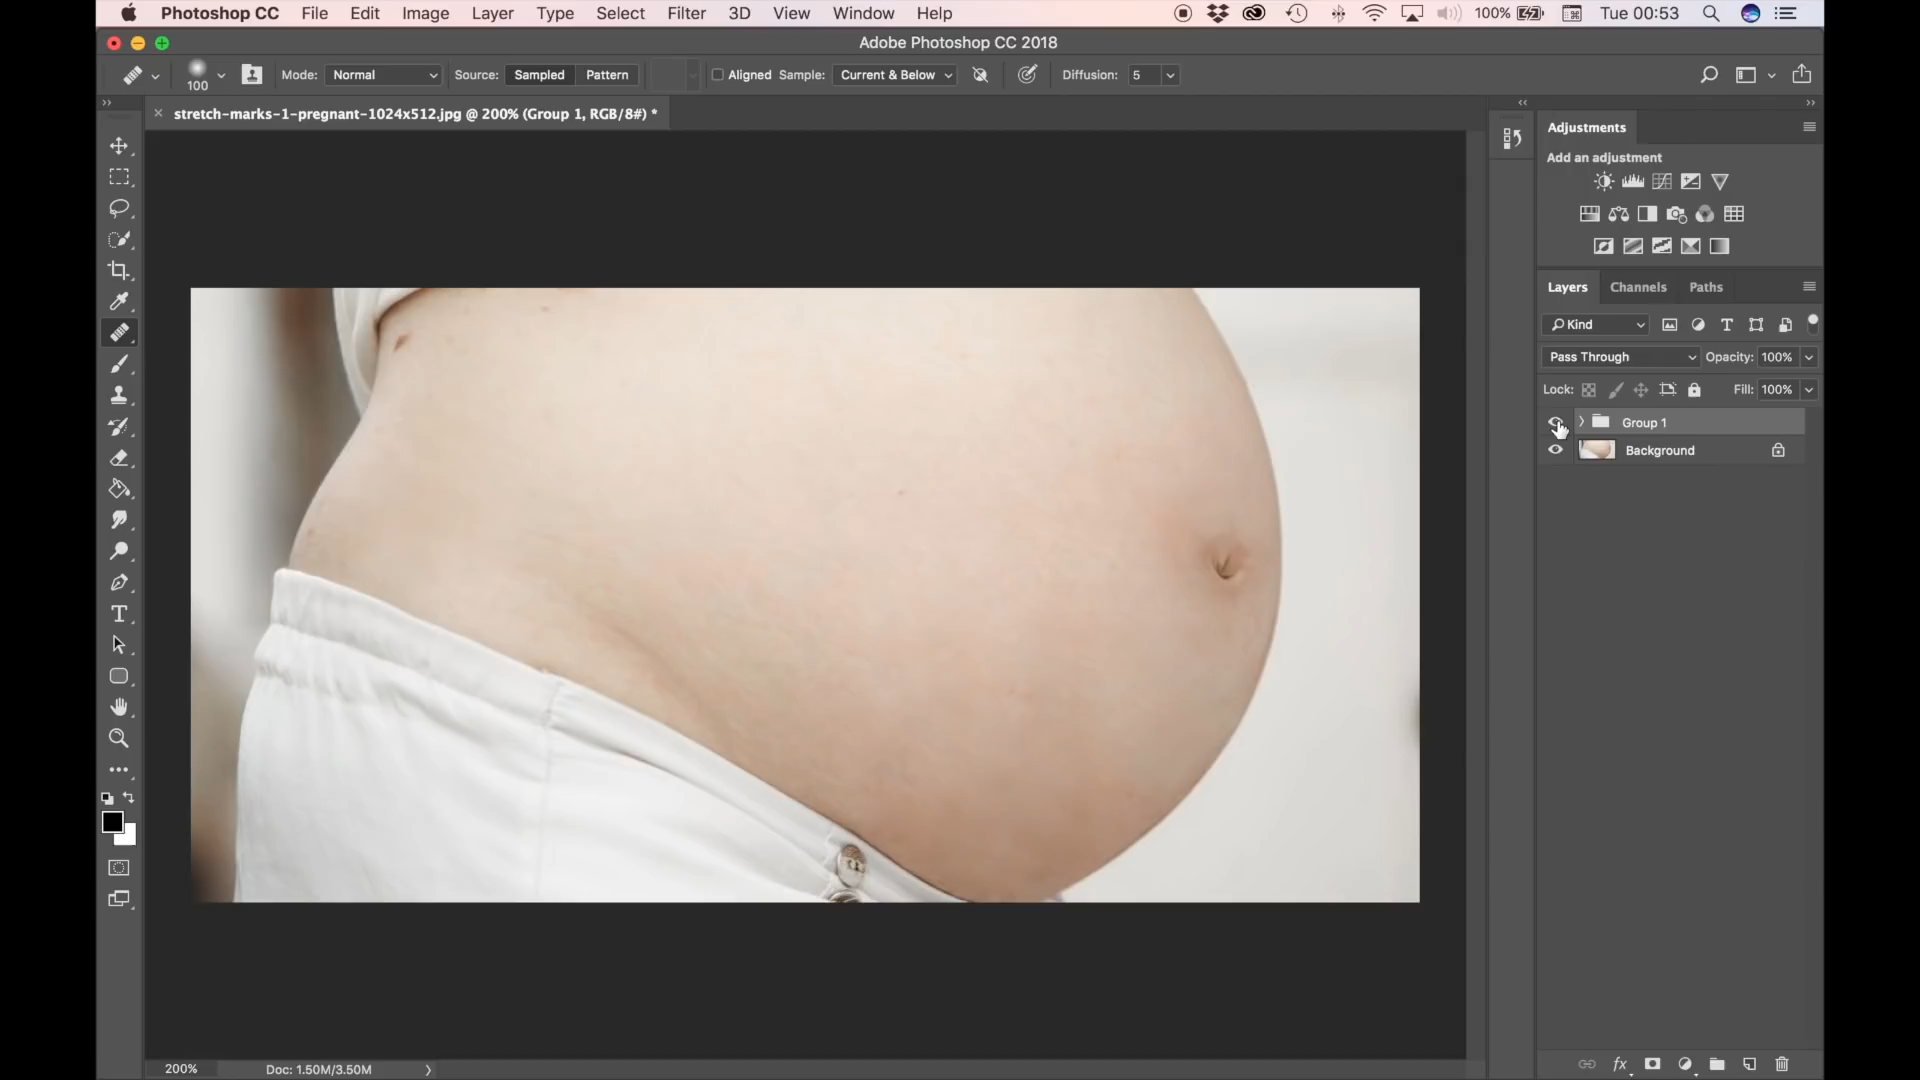 Photoshop CC File Edit Image Layer Type Select Filter 3D View Window Help 100% Tue 00:53
Adobe Photoshop CC 2018
100 Mode: Normal Source: Sampled Pattern Aligned Sample: Current & Below Diffusion: 5
stretch-marks-1-pregnant-1024x512.jpg @ 200% (Group 1, RGB/8#) *
Adjustments
Add an adjustment
Layers Channels Paths
Kind
Pass Through Opacity: 100%
Lock: Fill: 100%
Group 1
Background
200% Doc: 1.50M/3.50M